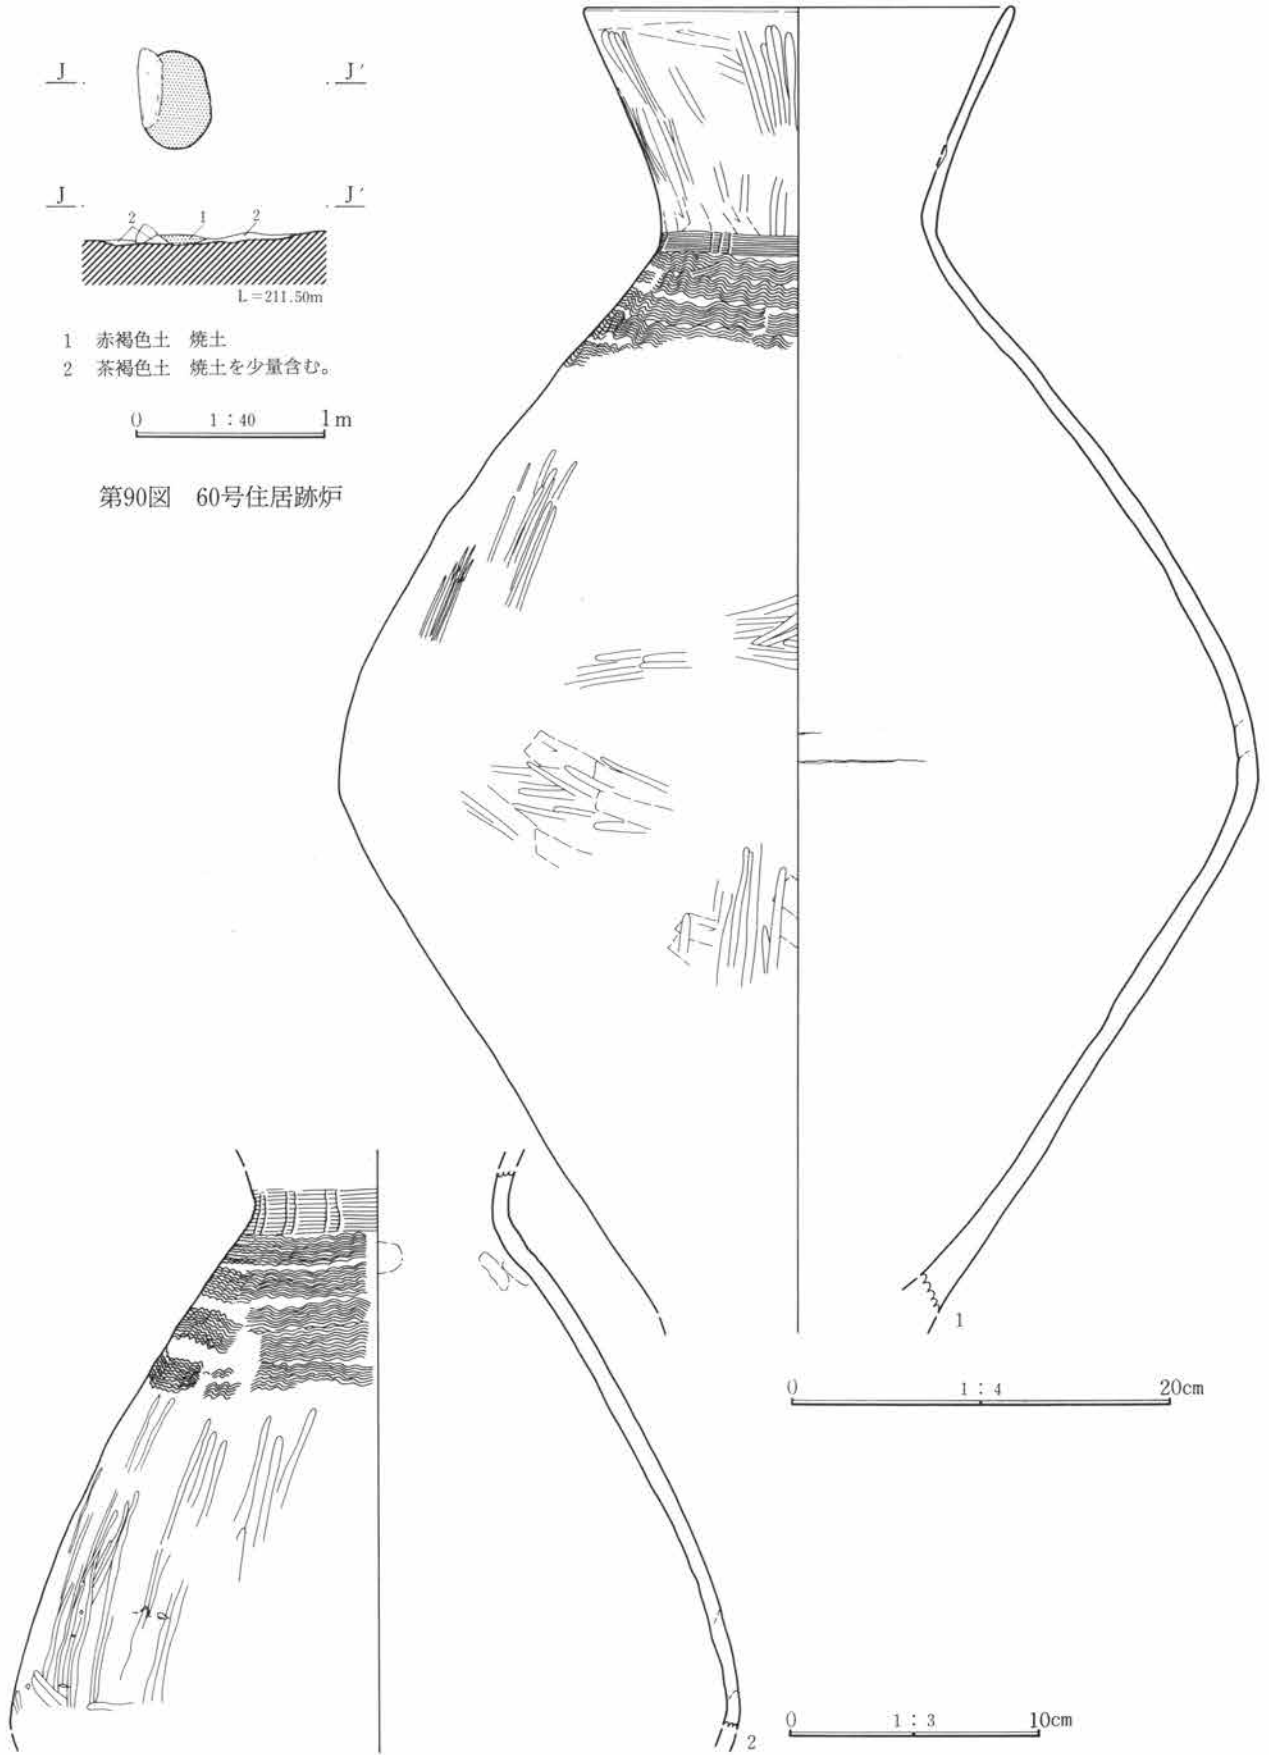 J J′
J J′
2 1 2
L=211.50m
1 赤褐色土 焼土
2 茶褐色土 焼土を少量含む。
0 1：40 1m
第90図 60号住居跡炉
1
0 1：4 20cm
0 1：3 10cm
2